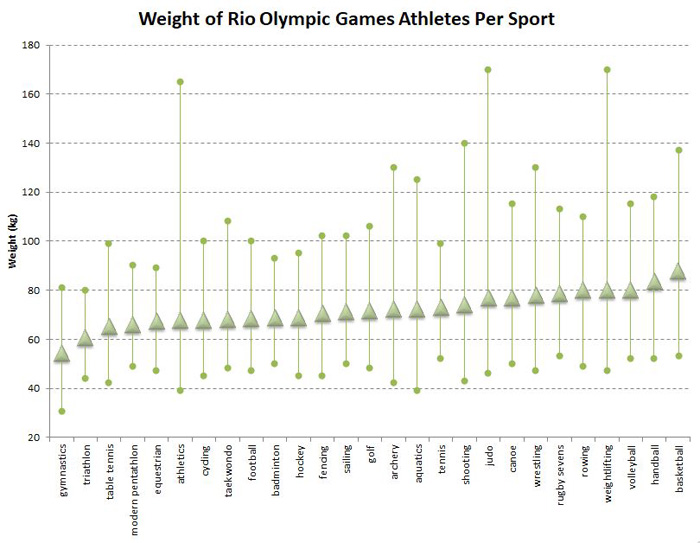 Weight of Rio Olympic Games Athletes Per Sport
Weight (kg)
180
160
140
120
100
80
60
40
20
gymnastics
triathlon
table tennis
modern pentathlon
equestrian
athletics
cycling
taekwondo
football
badminton
hockey
fencing
sailing
golf
archery
aquatics
tennis
shooting
judo
canoe
wrestling
rugby sevens
rowing
weightlifting
volleyball
handball
basketball